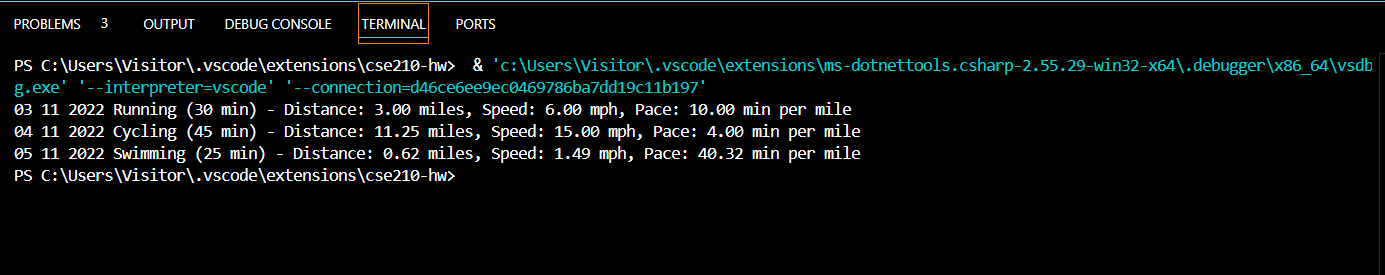 PROBLEMS 3 OUTPUT DEBUG CONSOLE TERMINAL PORTS
PS C:\Users\Visitor\.vscode\extensions\cse210-hw>  & 'c:\Users\Visitor\.vscode\extensions\ms-dotnettools.csharp-2.55.29-win32-x64\.debugger\x86_64\vsdb
g.exe' '--interpreter=vscode' '--connection=d46ce6ee9ec0469786ba7dd19c11b197'
03 11 2022 Running (30 min) - Distance: 3.00 miles, Speed: 6.00 mph, Pace: 10.00 min per mile
04 11 2022 Cycling (45 min) - Distance: 11.25 miles, Speed: 15.00 mph, Pace: 4.00 min per mile
05 11 2022 Swimming (25 min) - Distance: 0.62 miles, Speed: 1.49 mph, Pace: 40.32 min per mile
PS C:\Users\Visitor\.vscode\extensions\cse210-hw>